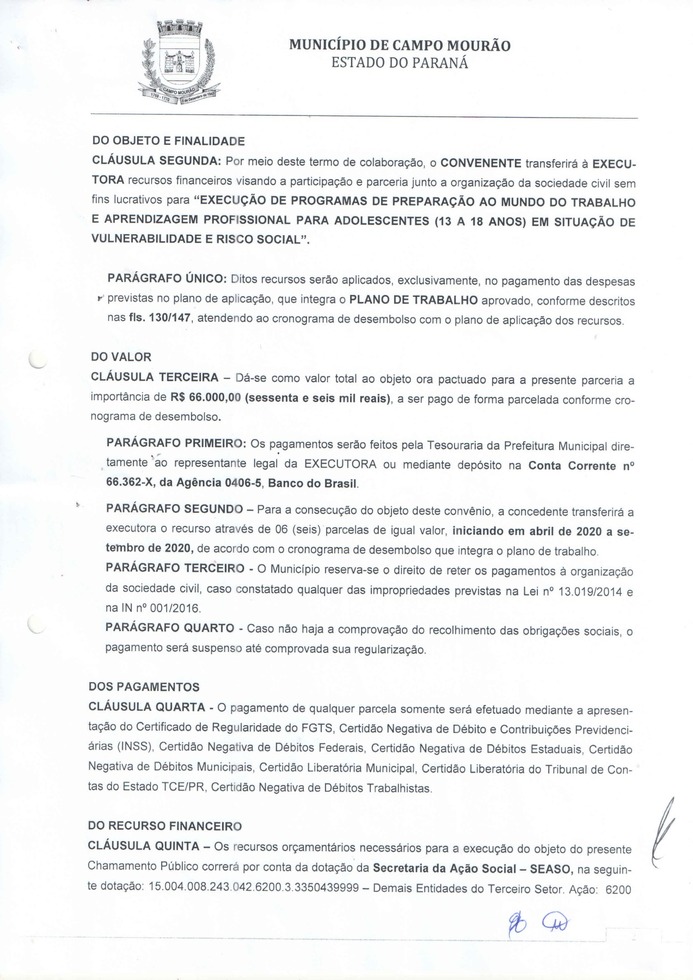 MUNICÍPIO DE CAMPO MOURÃO
ESTADO DO PARANÁ
CAMPO MOURÃO
DO OBJETO E FINALIDADE
CLÁUSULA SEGUNDA: Por meio deste termo de colaboração, o CONVENENTE transferirá à EXECU-
TORA recursos financeiros visando a participação e parceria junto a organização da sociedade civil sem
fins lucrativos para “EXECUÇÃO DE PROGRAMAS DE PREPARAÇÃO AO MUNDO DO TRABALHO
E APRENDIZAGEM PROFISSIONAL PARA ADOLESCENTES (13 A 18 ANOS) EM SITUAÇÃO DE
VULNERABILIDADE E RISCO SOCIAL”.
PARÁGRAFO ÚNICO: Ditos recursos serão aplicados, exclusivamente, no pagamento das despesas
previstas no plano de aplicação, que integra o PLANO DE TRABALHO aprovado, conforme descritos
nas fls. 130/147, atendendo ao cronograma de desembolso com o plano de aplicação dos recursos.
DO VALOR
CLÁUSULA TERCEIRA – Dá-se como valor total ao objeto ora pactuado para a presente parceria a
importância de R$ 66.000,00 (sessenta e seis mil reais), a ser pago de forma parcelada conforme cro-
nograma de desembolso.
PARÁGRAFO PRIMEIRO: Os pagamentos serão feitos pela Tesouraria da Prefeitura Municipal dire-
tamente ao representante legal da EXECUTORA ou mediante depósito na Conta Corrente nº
66.362-X, da Agência 0406-5, Banco do Brasil.
PARÁGRAFO SEGUNDO – Para a consecução do objeto deste convênio, a concedente transferirá a
executora o recurso através de 06 (seis) parcelas de igual valor, iniciando em abril de 2020 a se-
tembro de 2020, de acordo com o cronograma de desembolso que integra o plano de trabalho.
PARÁGRAFO TERCEIRO - O Município reserva-se o direito de reter os pagamentos à organização
da sociedade civil, caso constatado qualquer das impropriedades previstas na Lei nº 13.019/2014 e
na IN nº 001/2016.
PARÁGRAFO QUARTO - Caso não haja a comprovação do recolhimento das obrigações sociais, o
pagamento será suspenso até comprovada sua regularização.
DOS PAGAMENTOS
CLÁUSULA QUARTA - O pagamento de qualquer parcela somente será efetuado mediante a apresen-
tação do Certificado de Regularidade do FGTS, Certidão Negativa de Débito e Contribuições Previdenci-
árias (INSS), Certidão Negativa de Débitos Federais, Certidão Negativa de Débitos Estaduais, Certidão
Negativa de Débitos Municipais, Certidão Liberatória Municipal, Certidão Liberatória do Tribunal de Con-
tas do Estado TCE/PR, Certidão Negativa de Débitos Trabalhistas.
DO RECURSO FINANCEIRO
CLÁUSULA QUINTA – Os recursos orçamentários necessários para a execução do objeto do presente
Chamamento Público correrá por conta da dotação da Secretaria da Ação Social – SEASO, na seguin-
te dotação: 15.004.008.243.042.6200.3.3350439999 – Demais Entidades do Terceiro Setor. Ação: 6200